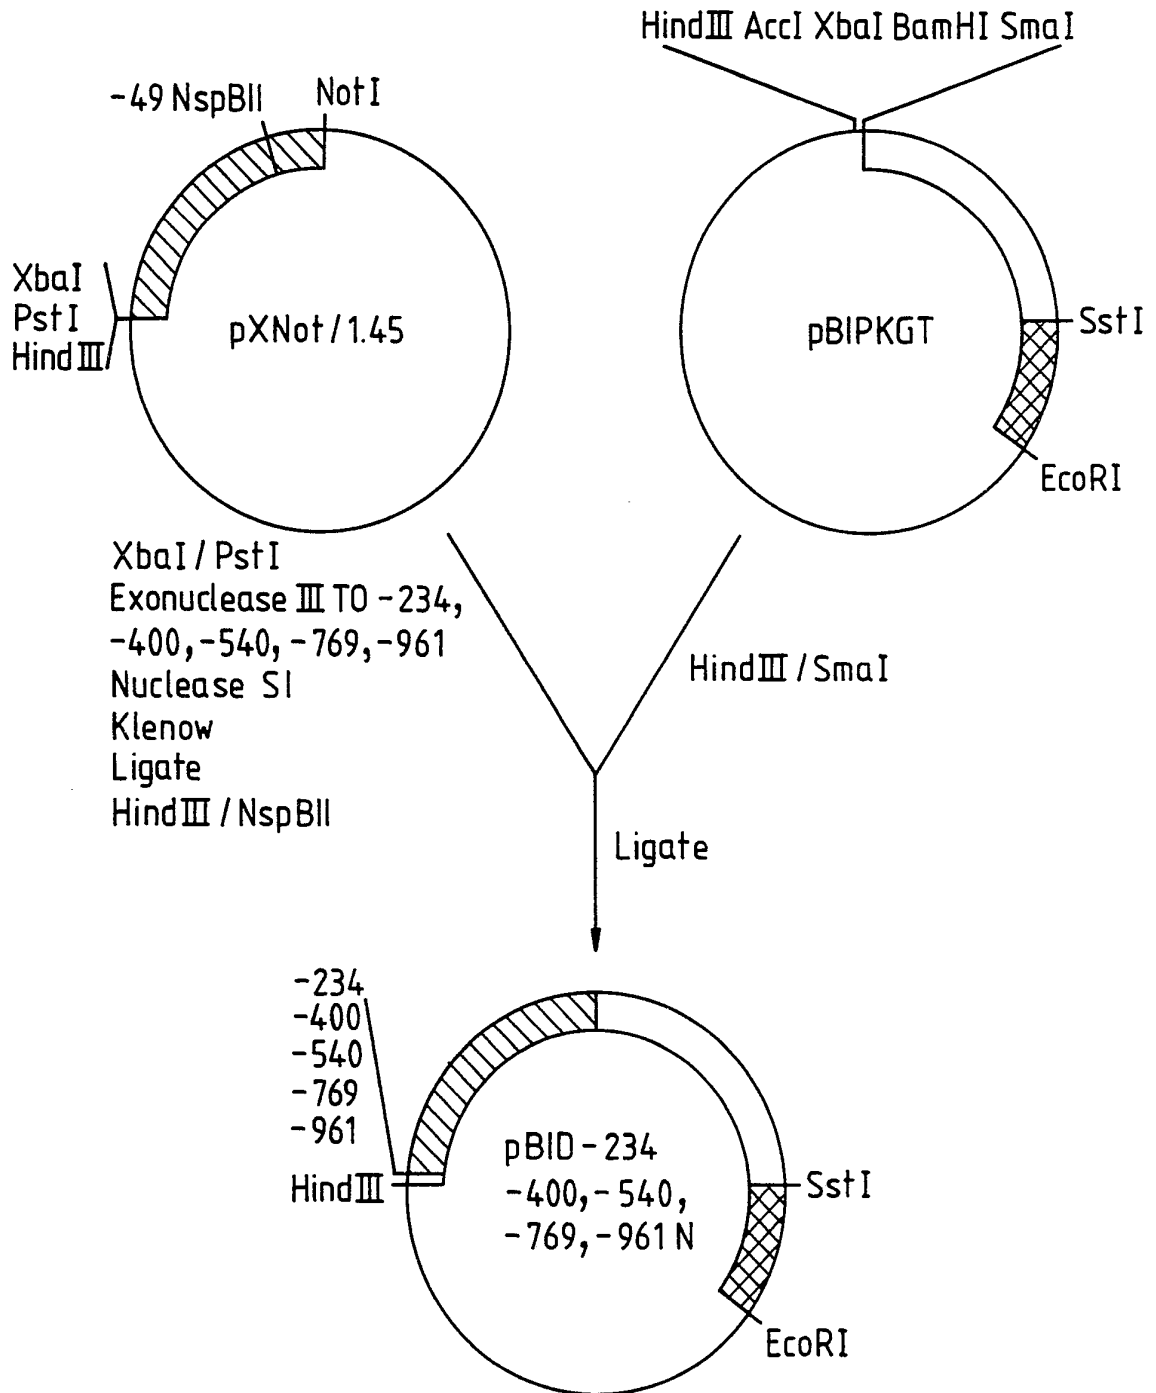 HindIII AccI XbaI BamHI SmaI
-49 NspBII
NotI
XbaI
PstI
HindIII
pXNot/1.45
pBIPKGT
SstI
EcoRI
XbaI / PstI
Exonuclease III TO -234,
-400,-540, -769,-961
Nuclease SI
Klenow
Ligate
HindIII / NspBII
HindIII / SmaI
Ligate
-234
-400
-540
-769
-961
HindIII
pBID-234
-400,-540,
-769,-961 N
SstI
EcoRI